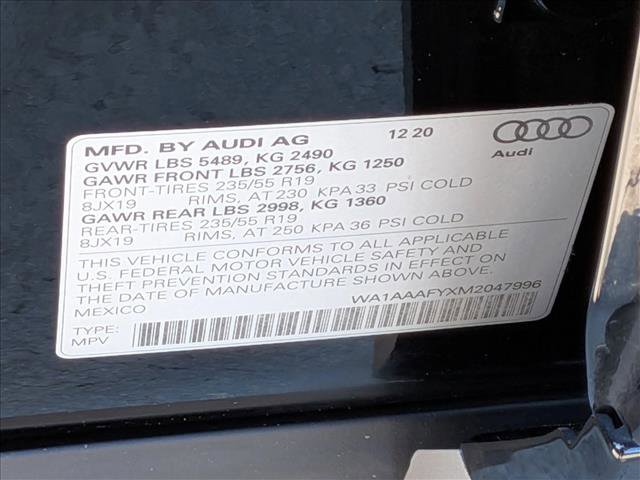 MFD. BY AUDI AG 12 20
GVWR LBS 5489, KG 2490
GAWR FRONT LBS 2756, KG 1250
FRONT-TIRES 235/55 R19
8JX19 RIMS, AT 230 KPA 33 PSI COLD
GAWR REAR LBS 2998, KG 1360
REAR-TIRES 235/55 R19
8JX19 RIMS, AT 250 KPA 36 PSI COLD
Audi
THIS VEHICLE CONFORMS TO ALL APPLICABLE
U.S. FEDERAL MOTOR VEHICLE SAFETY AND
THEFT PREVENTION STANDARDS IN EFFECT ON
THE DATE OF MANUFACTURE SHOWN ABOVE.
MEXICO WA1AAAFYXM2047996
TYPE:
MPV